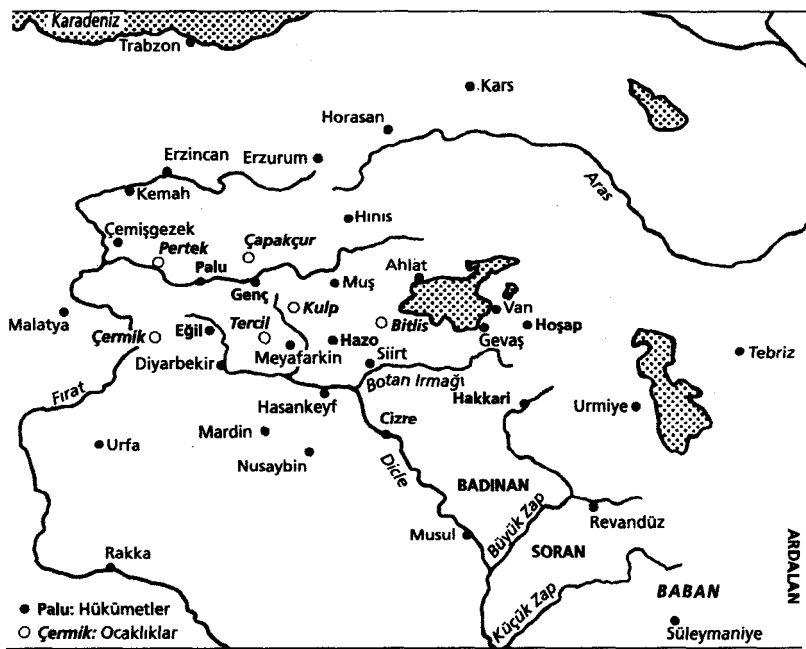 Karadeniz
Trabzon
Kars
Horasan
Erzincan
Erzurum
Kemah
Aras
Hınıs
Çemişgezek
Pertek
Çapakçur
Palu
Genç
Muş
Ahlat
Van
Malatya
Kulp
Çermik
Eğil
Tercil
Hazo
Bitlis
Gevaş
Hoşap
Tebriz
Diyarbekir
Meyafarkin
Siirt
Botan Irmağı
Fırat
Hasankeyf
Hakkari
Urmiye
Urfa
Mardin
Cizre
Nusaybin
Dicle
BADINAN
Büyük Zap
Revandüz
Musul
SORAN
ARDALAN
Rakka
BABAN
Küçük Zap
Süleymaniye
Palu: Hükümetler
Çermik: Ocaklıklar